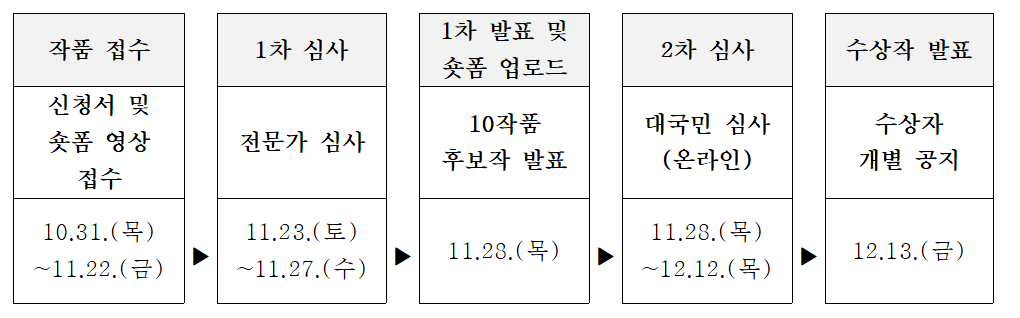 작품 접수
신청서 및
숏폼 영상
접수
10.31.(목)
~11.22.(금)
▶
1차 심사
전문가 심사
11.23.(토)
~11.27.(수)
▶
1차 발표 및
숏폼 업로드
10작품
후보작 발표
11.28.(목)
▶
2차 심사
대국민 심사
(온라인)
11.28.(목)
~12.12.(목)
▶
수상작 발표
수상자
개별 공지
12.13.(금)